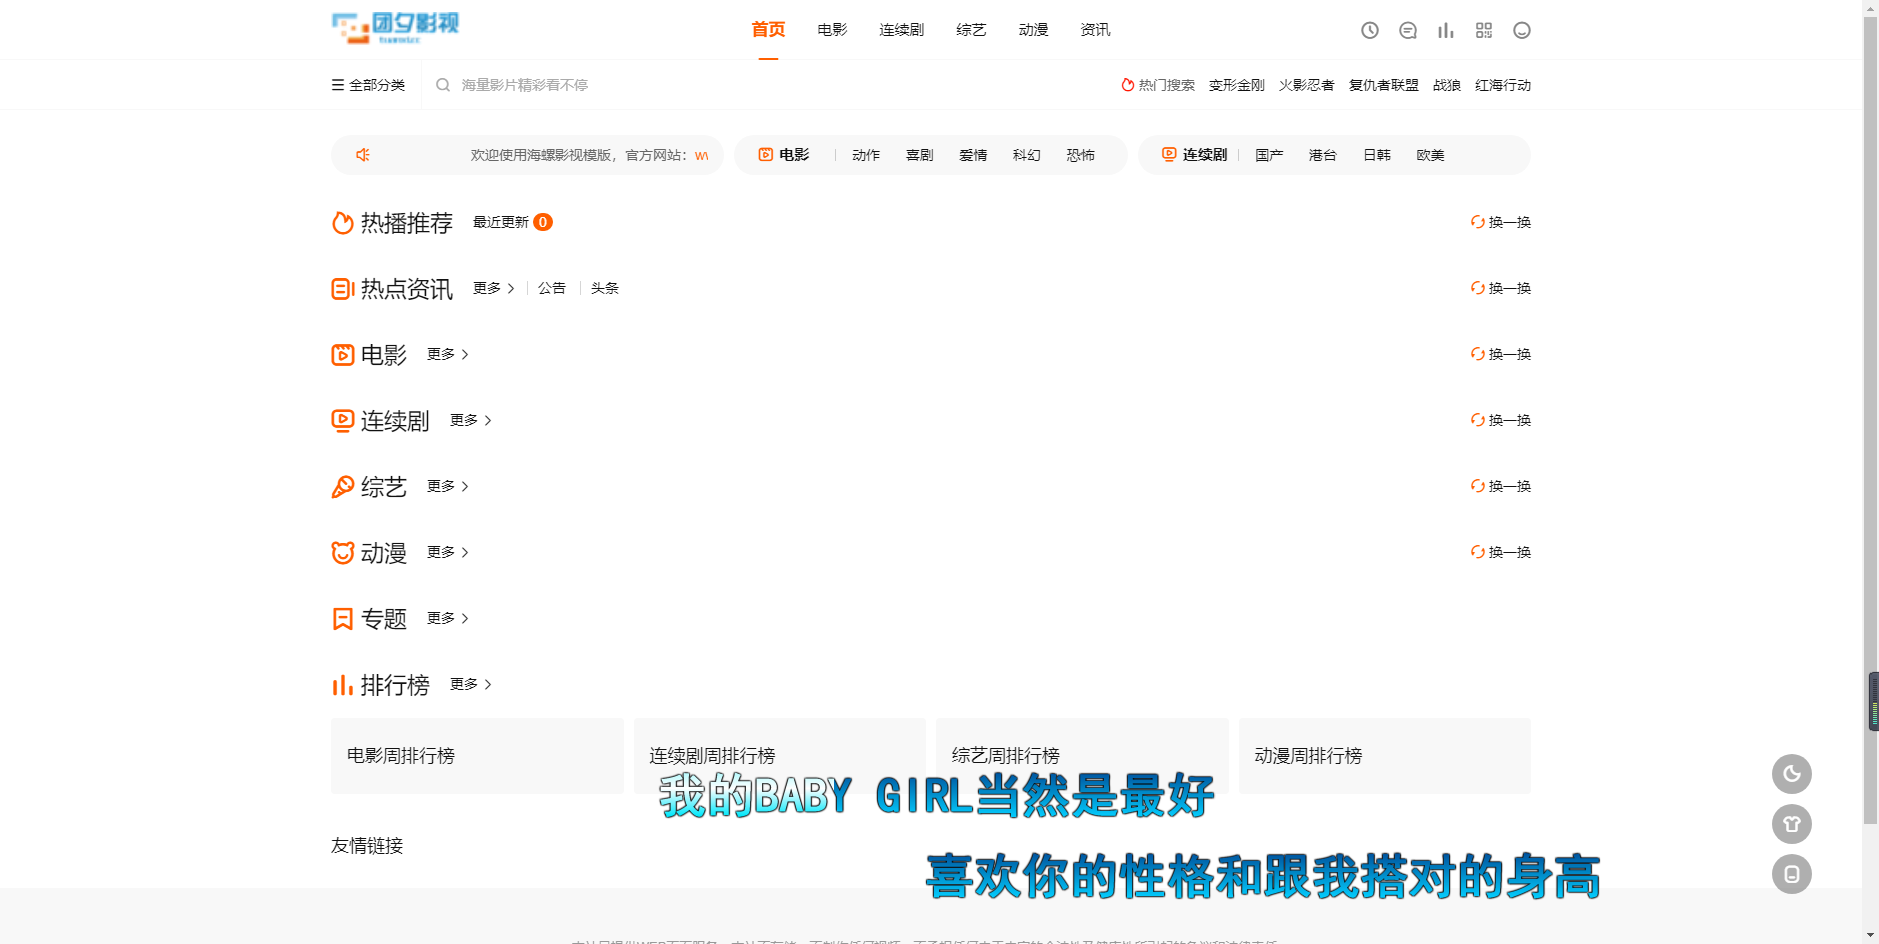 团夕影视
首页 电影 连续剧 综艺 动漫 资讯
全部分类 海量影片精彩看不停 热门搜索 变形金刚 火影忍者 复仇者联盟 战狼 红海行动
欢迎使用海螺影视模版，官方网站：w 电影 动作 喜剧 爱情 科幻 恐怖 连续剧 国产 港台 日韩 欧美
热播推荐 最近更新 0 换一换
热点资讯 更多 公告 头条 换一换
电影 更多 换一换
连续剧 更多 换一换
综艺 更多 换一换
动漫 更多 换一换
专题 更多
排行榜 更多
电影周排行榜 连续剧周排行榜 综艺周排行榜 动漫周排行榜
我的BABY GIRL当然是最好
友情链接
喜欢你的性格和跟我搭对的身高